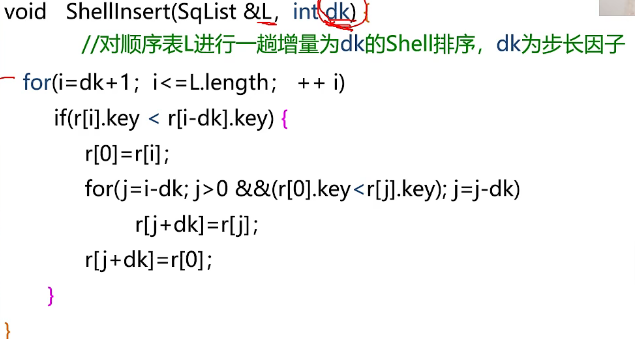 void ShellInsert(SqList &L, int dk) {
//对顺序表L进行一趟增量为dk的Shell排序，dk为步长因子
for(i=dk+1; i<=L.length; ++ i)
if(r[i].key < r[i-dk].key) {
r[0]=r[i];
for(j=i-dk; j>0 &&(r[0].key<r[j].key); j=j-dk)
r[j+dk]=r[j];
r[j+dk]=r[0];
}
}